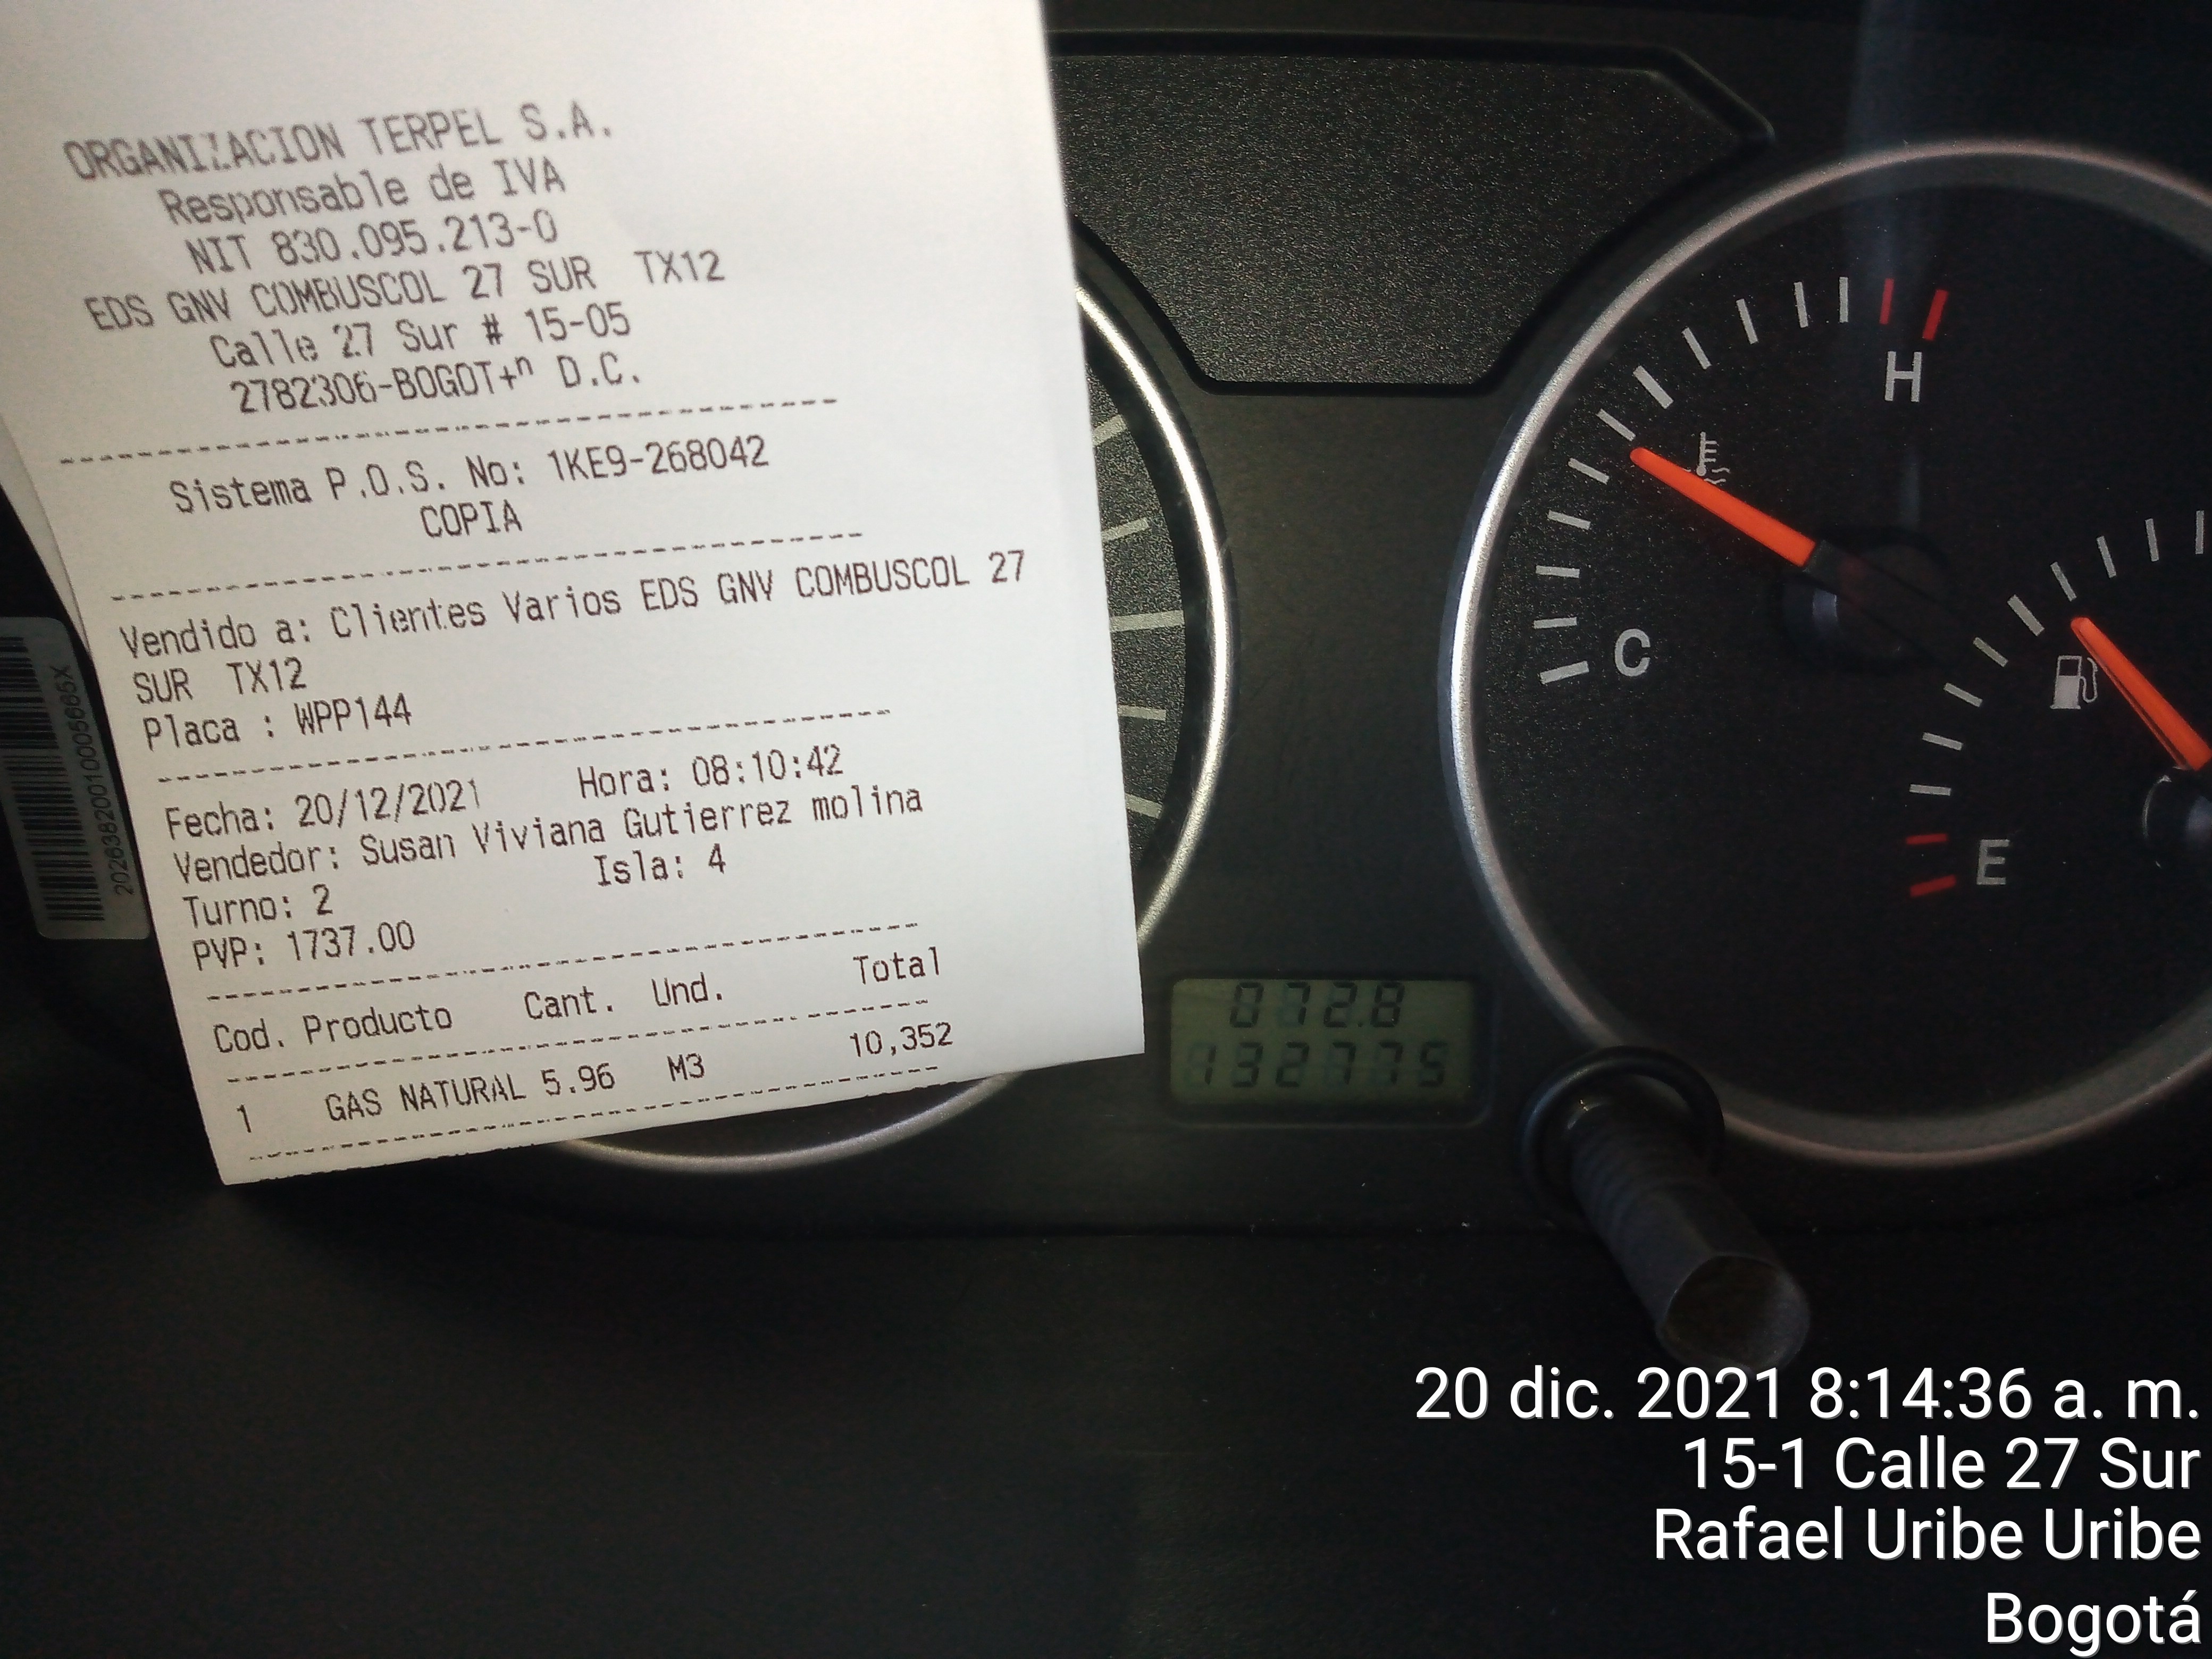 ORGANIZACION TERPEL S.A.
Responsable de IVA
NIT 830.095.213-0
EDS GNV COMBUSCOL 27 SUR TX12
Calle 27 Sur # 15-05
2782306-BOGOT+ⁿ D.C.
Sistema P.O.S. No: 1KE9-268042
COPIA
Vendido a: Clientes Varios EDS GNV COMBUSCOL 27
SUR TX12
Placa : WPP144
Fecha: 20/12/2021 Hora: 08:10:42
Vendedor: Susan Viviana Gutierrez molina
Turno: 2 Isla: 4
PVP: 1737.00
Cod. Producto Cant. Und. Total
1 GAS NATURAL 5.96 M3 10,352
H
C
E
072.8
132775
20 dic. 2021 8:14:36 a. m.
15-1 Calle 27 Sur
Rafael Uribe Uribe
Bogotá